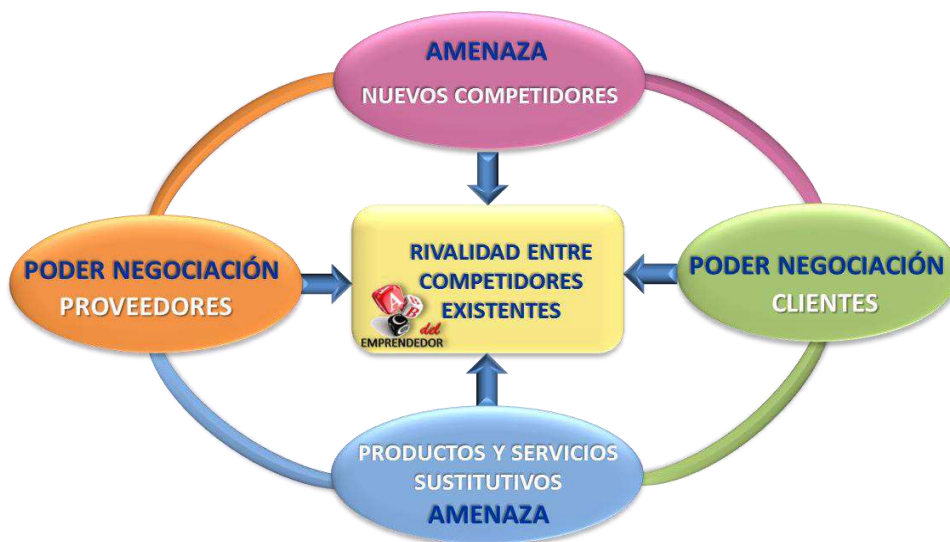 AMENAZA
NUEVOS COMPETIDORES
PODER NEGOCIACIÓN
PROVEEDORES
RIVALIDAD ENTRE
COMPETIDORES
EXISTENTES
A
B
C
del
EMPRENDEDOR
PODER NEGOCIACIÓN
CLIENTES
PRODUCTOS Y SERVICIOS
SUSTITUTIVOS
AMENAZA